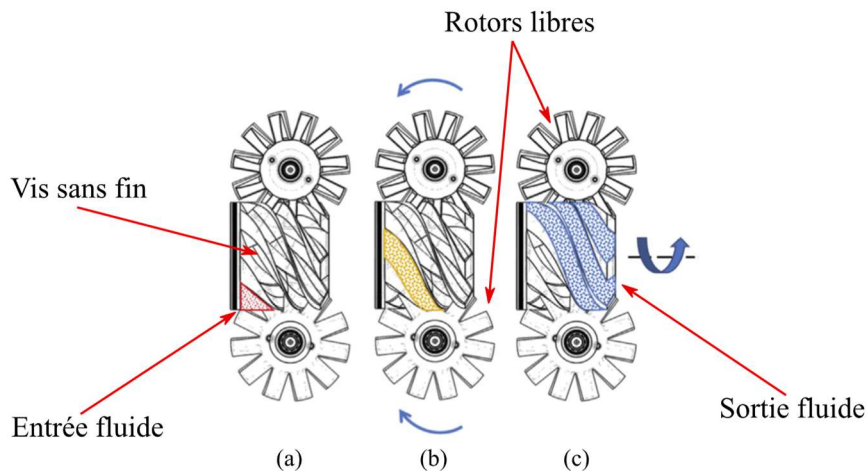 Rotors libres
Vis sans fin
Entrée fluide
Sortie fluide
(a)
(b)
(c)